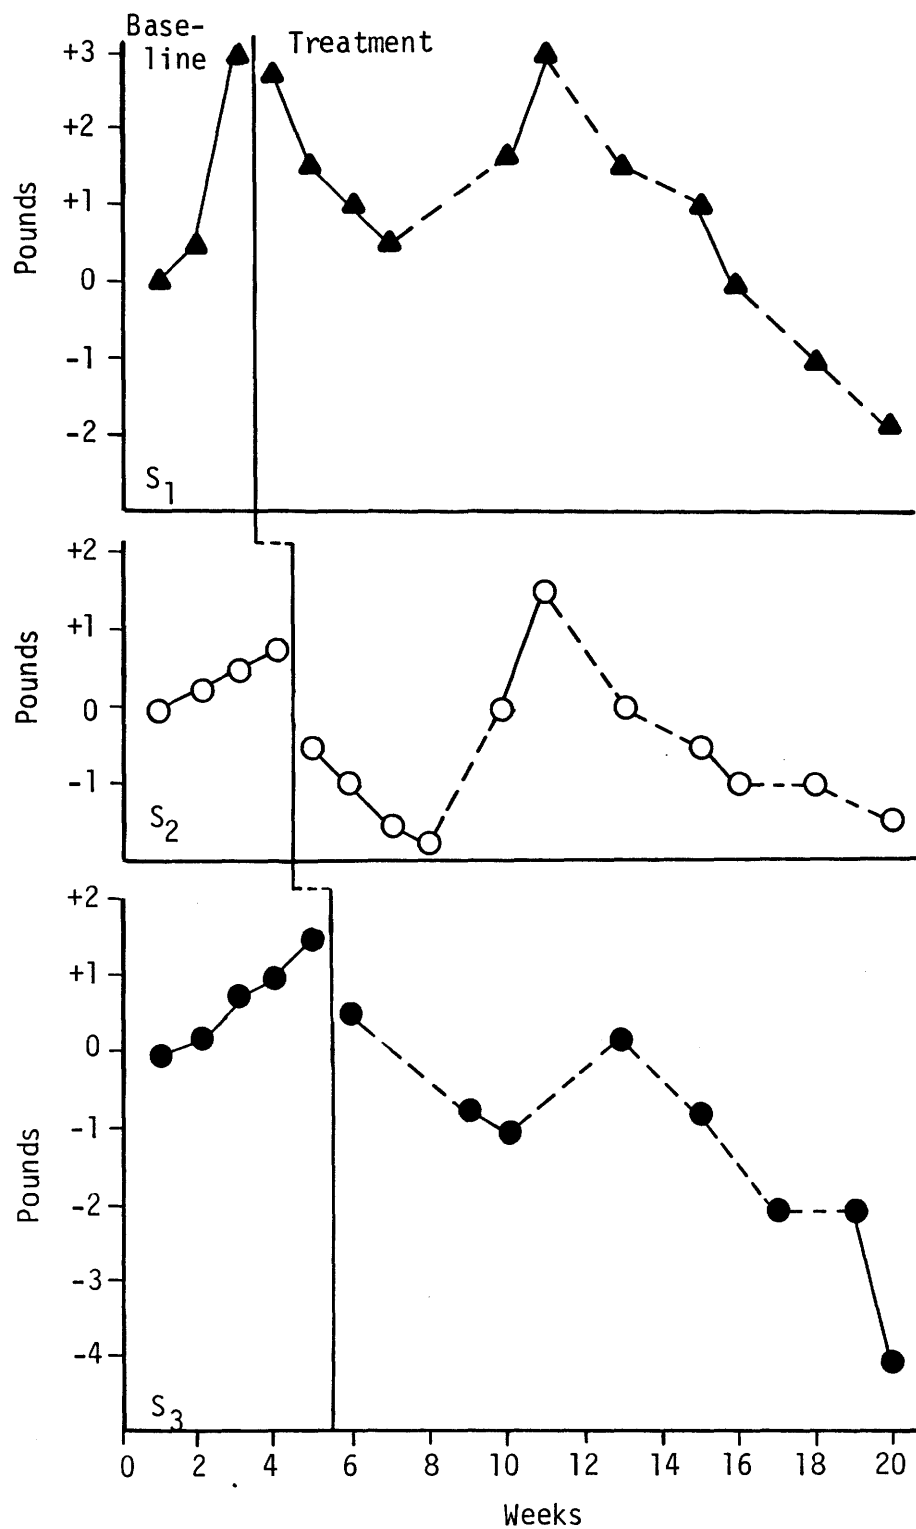 Base-
line
Treatment
+3
+2
+1
0
-1
-2
Pounds
S1
+2
+1
0
-1
Pounds
S2
+2
+1
0
-1
-2
-3
-4
Pounds
S3
0 2 4 6 8 10 12 14 16 18 20
Weeks